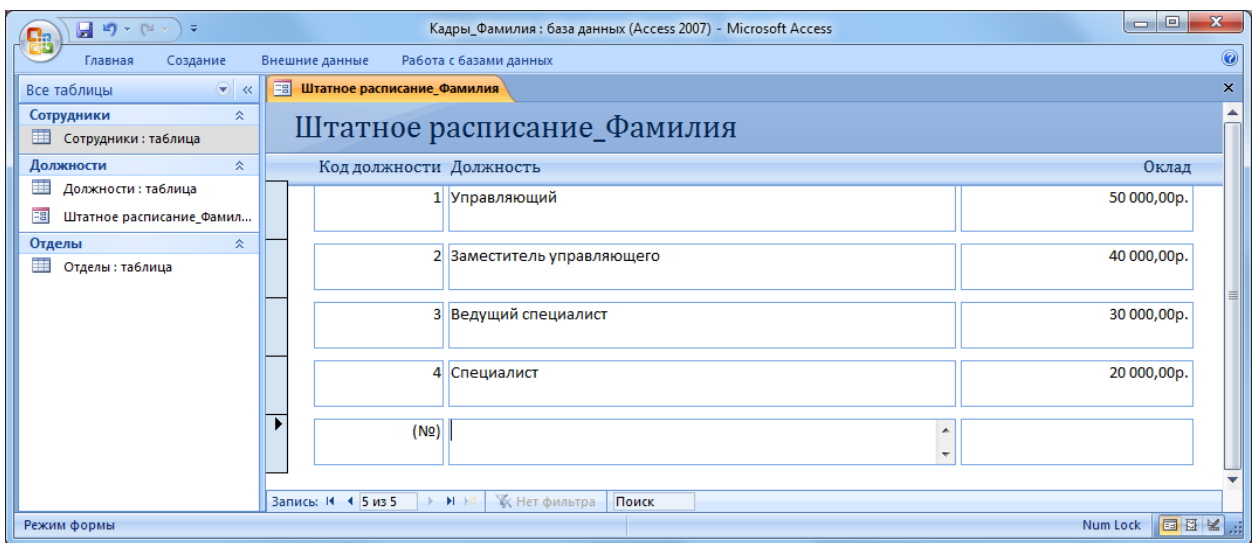 Кадры_Фамилия : база данных (Access 2007) - Microsoft Access
Главная Создание Внешние данные Работа с базами данных
Все таблицы
Штатное расписание_Фамилия
Сотрудники
Сотрудники : таблица
Должности
Должности : таблица
Штатное расписание_Фамил...
Отделы
Отделы : таблица
Штатное расписание_Фамилия
Код должности Должность Оклад
1 Управляющий 50 000,00р.
2 Заместитель управляющего 40 000,00р.
3 Ведущий специалист 30 000,00р.
4 Специалист 20 000,00р.
(№)
Запись: 5 из 5 Нет фильтра Поиск
Режим формы Num Lock